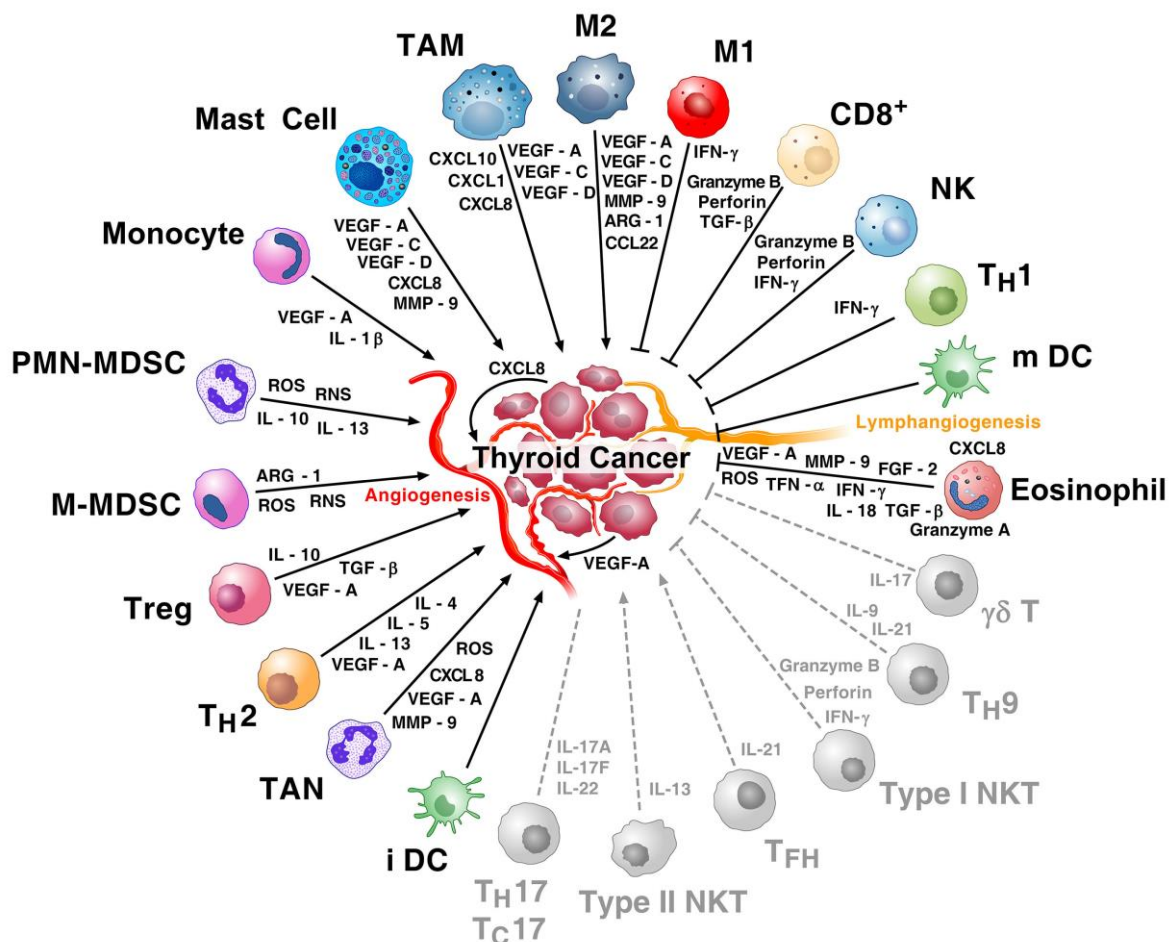 M2
TAM
M1
Mast Cell
CD8+
NK
Monocyte
TH1
PMN-MDSC
m DC
M-MDSC
Eosinophil
Treg
γδ T
TH2
TH9
TAN
Type I NKT
i DC
TFH
TH17
TC17
Type II NKT
CXCL10
CXCL1
CXCL8
VEGF - A
VEGF - C
VEGF - D
VEGF - A
VEGF - C
VEGF - D
MMP - 9
ARG - 1
CCL22
IFN-γ
Granzyme B
Perforin
TGF-β
Granzyme B
Perforin
IFN-γ
IFN-γ
VEGF - A
VEGF - C
VEGF - D
CXCL8
MMP - 9
VEGF - A
IL - 1β
ROS RNS
IL - 10 IL - 13
ARG - 1
ROS RNS
IL - 10
TGF - β
VEGF - A
IL - 4
IL - 5
IL - 13
VEGF - A
ROS
CXCL8
VEGF - A
MMP - 9
CXCL8
Thyroid Cancer
Angiogenesis
Lymphangiogenesis
VEGF-A
CXCL8
VEGF - A MMP - 9 FGF - 2
ROS TFN - α IFN - γ
IL - 18 TGF - β
Granzyme A
IL-17
IL-9
IL-21
Granzyme B
Perforin
IFN-γ
IL-21
IL-13
IL-17A
IL-17F
IL-22